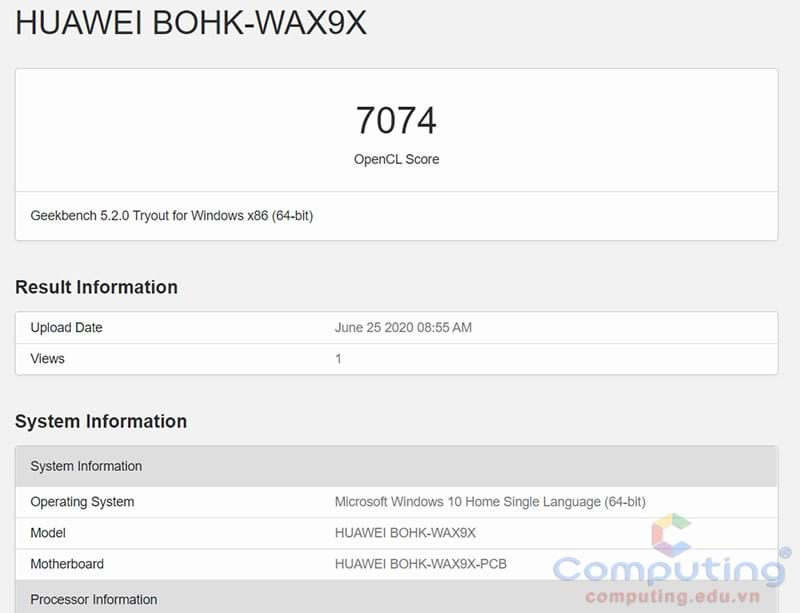 HUAWEI BOHK-WAX9X
7074
OpenCL Score
Geekbench 5.2.0 Tryout for Windows x86 (64-bit)
Result Information
Upload Date June 25 2020 08:55 AM
Views 1
System Information
System Information
Operating System Microsoft Windows 10 Home Single Language (64-bit)
Model HUAWEI BOHK-WAX9X
Motherboard HUAWEI BOHK-WAX9X-PCB
Computing®
computing.edu.vn
Processor Information